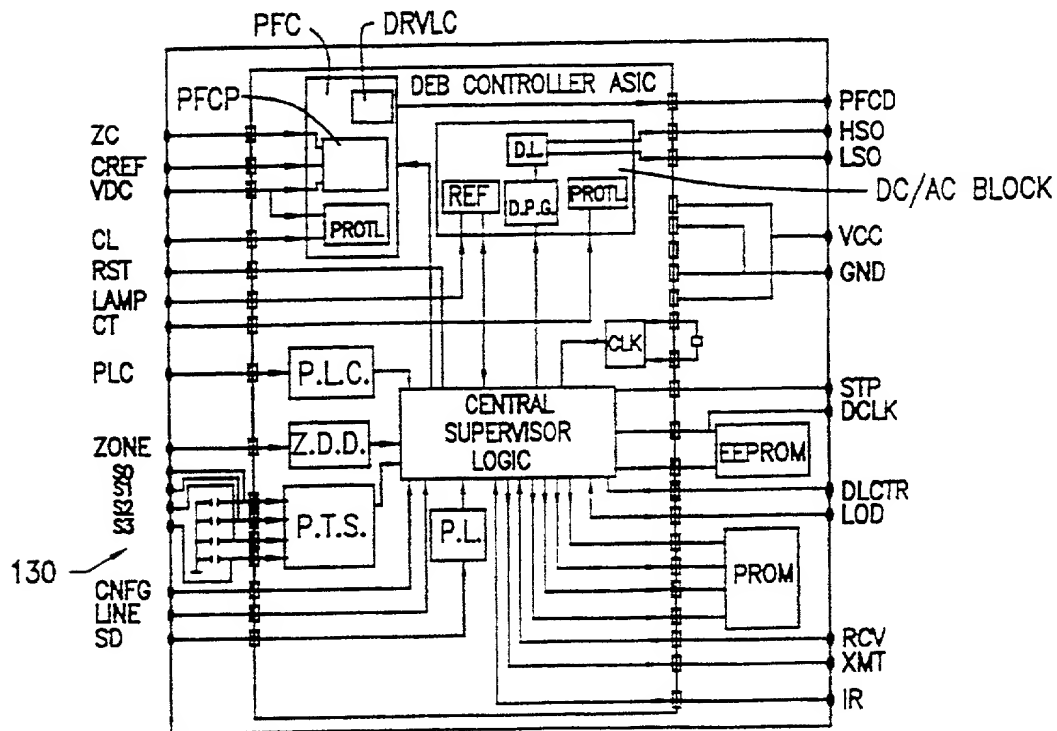 PFC
DRVLC
DEB CONTROLLER ASIC
PFCP
PROTL
ZC
CREF
VDC
CL
RST
LAMP
CT
PLC
ZONE
S0
S1
S2
S3
130
CNFG
LINE
SD
D.L.
REF
D.P.G.
PROTL
DC/AC BLOCK
CLK
P.L.C.
Z.D.D.
P.T.S.
CENTRAL
SUPERVISOR
LOGIC
P.L.
EEPROM
PROM
PFCD
HSO
LSO
VCC
GND
STP
DCLK
DLCTR
LOD
RCV
XMT
IR